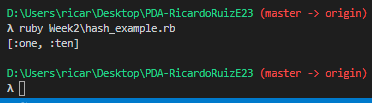 D:\Users\ricar\Desktop\PDA-RicardoRuizE23 (master -> origin)
λ ruby Week2\hash_example.rb
[:one, :ten]
D:\Users\ricar\Desktop\PDA-RicardoRuizE23 (master -> origin)
λ